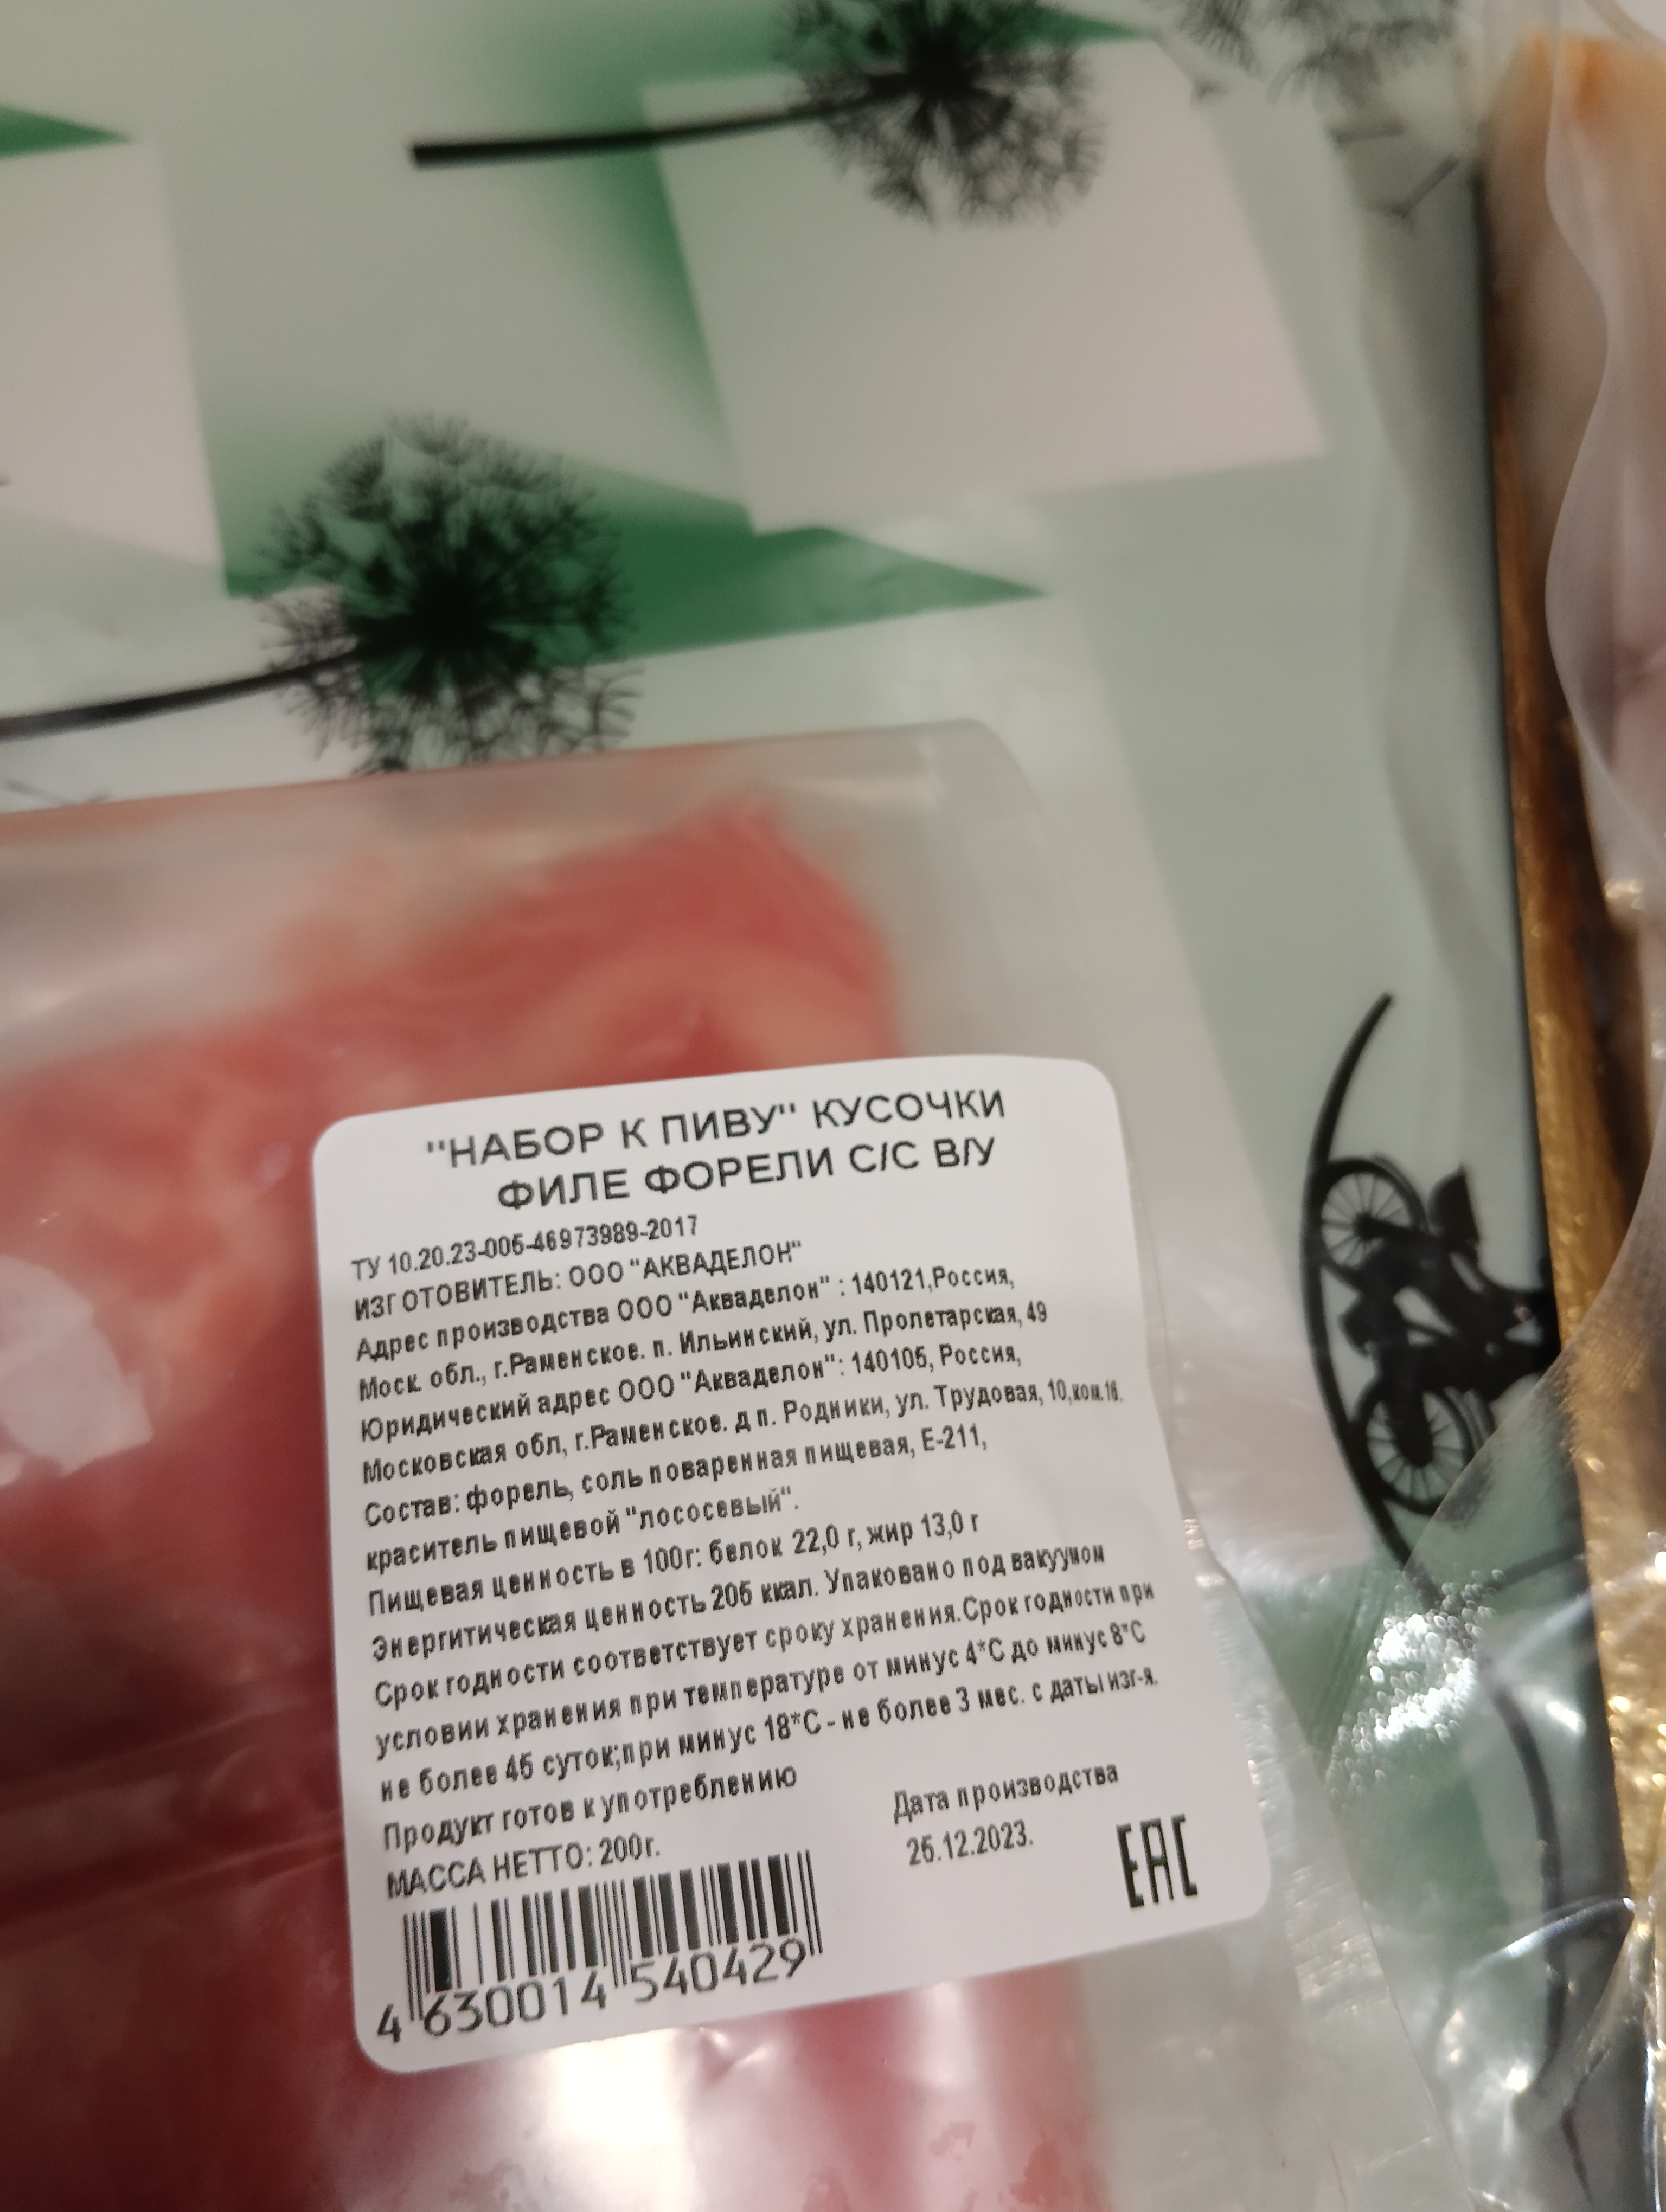 "НАБОР К ПИВУ" КУСОЧКИ
ФИЛЕ ФОРЕЛИ С/С В/У
ТУ 10.20.23-005-46973989-2017
ИЗГОТОВИТЕЛЬ: ООО "АКВАДЕЛОН"
Адрес производства ООО "Акваделон" : 140121,Россия,
Моск. обл., г.Раменское. п. Ильинский, ул. Пролетарская, 49
Юридический адрес ООО "Акваделон": 140105, Россия,
Московская обл, г.Раменское. д п. Родники, ул. Трудовая, 10,ком.16.
Состав: форель, соль поваренная пищевая, Е-211,
краситель пищевой "лососевый".
Пищевая ценность в 100г: белок 22,0 г, жир 13,0 г
Энергитическая ценность 205 ккал. Упаковано под вакуумом
Срок годности соответствует сроку хранения.Срок годности при
условии хранения при температуре от минус 4*С до минус 8*С
не более 45 суток;при минус 18*С - не более 3 мес. с даты изг-я.
Продукт готов к употреблению
МАССА НЕТТО: 200г.
Дата производства
26.12.2023.
ЕАС
4 630014 540429